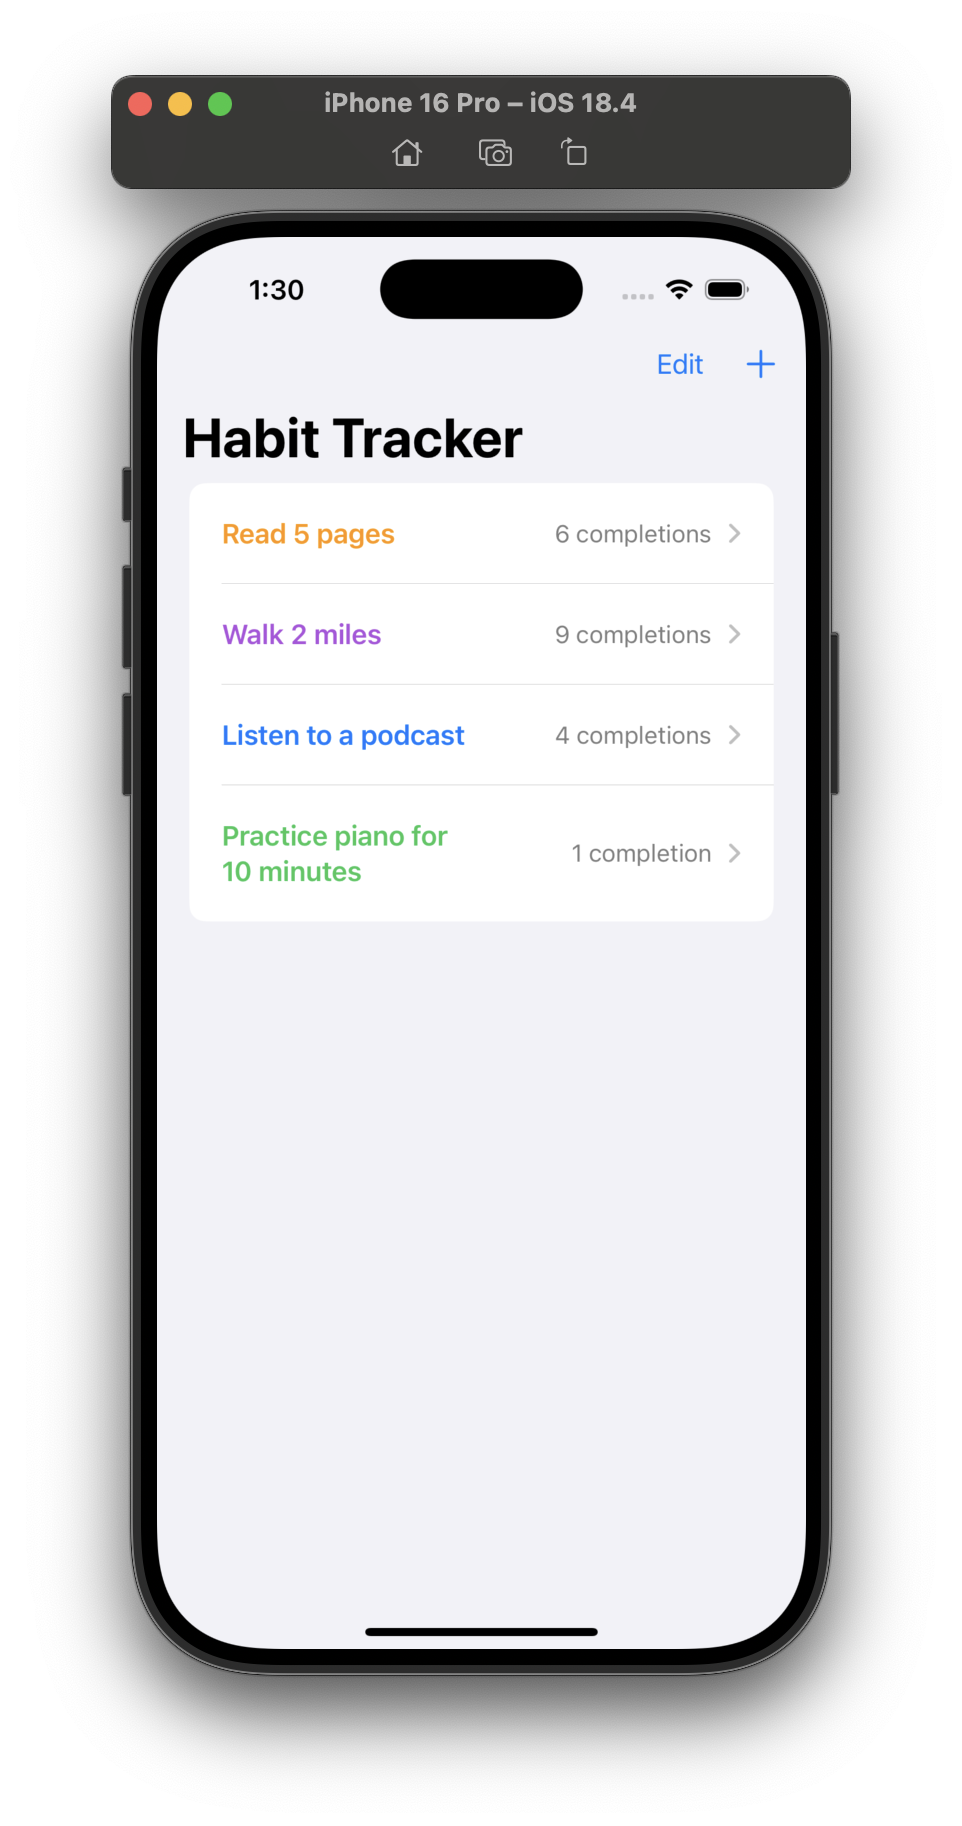 iPhone 16 Pro – iOS 18.4
1:30
Edit
Habit Tracker
Read 5 pages 6 completions
Walk 2 miles 9 completions
Listen to a podcast 4 completions
Practice piano for
10 minutes
1 completion